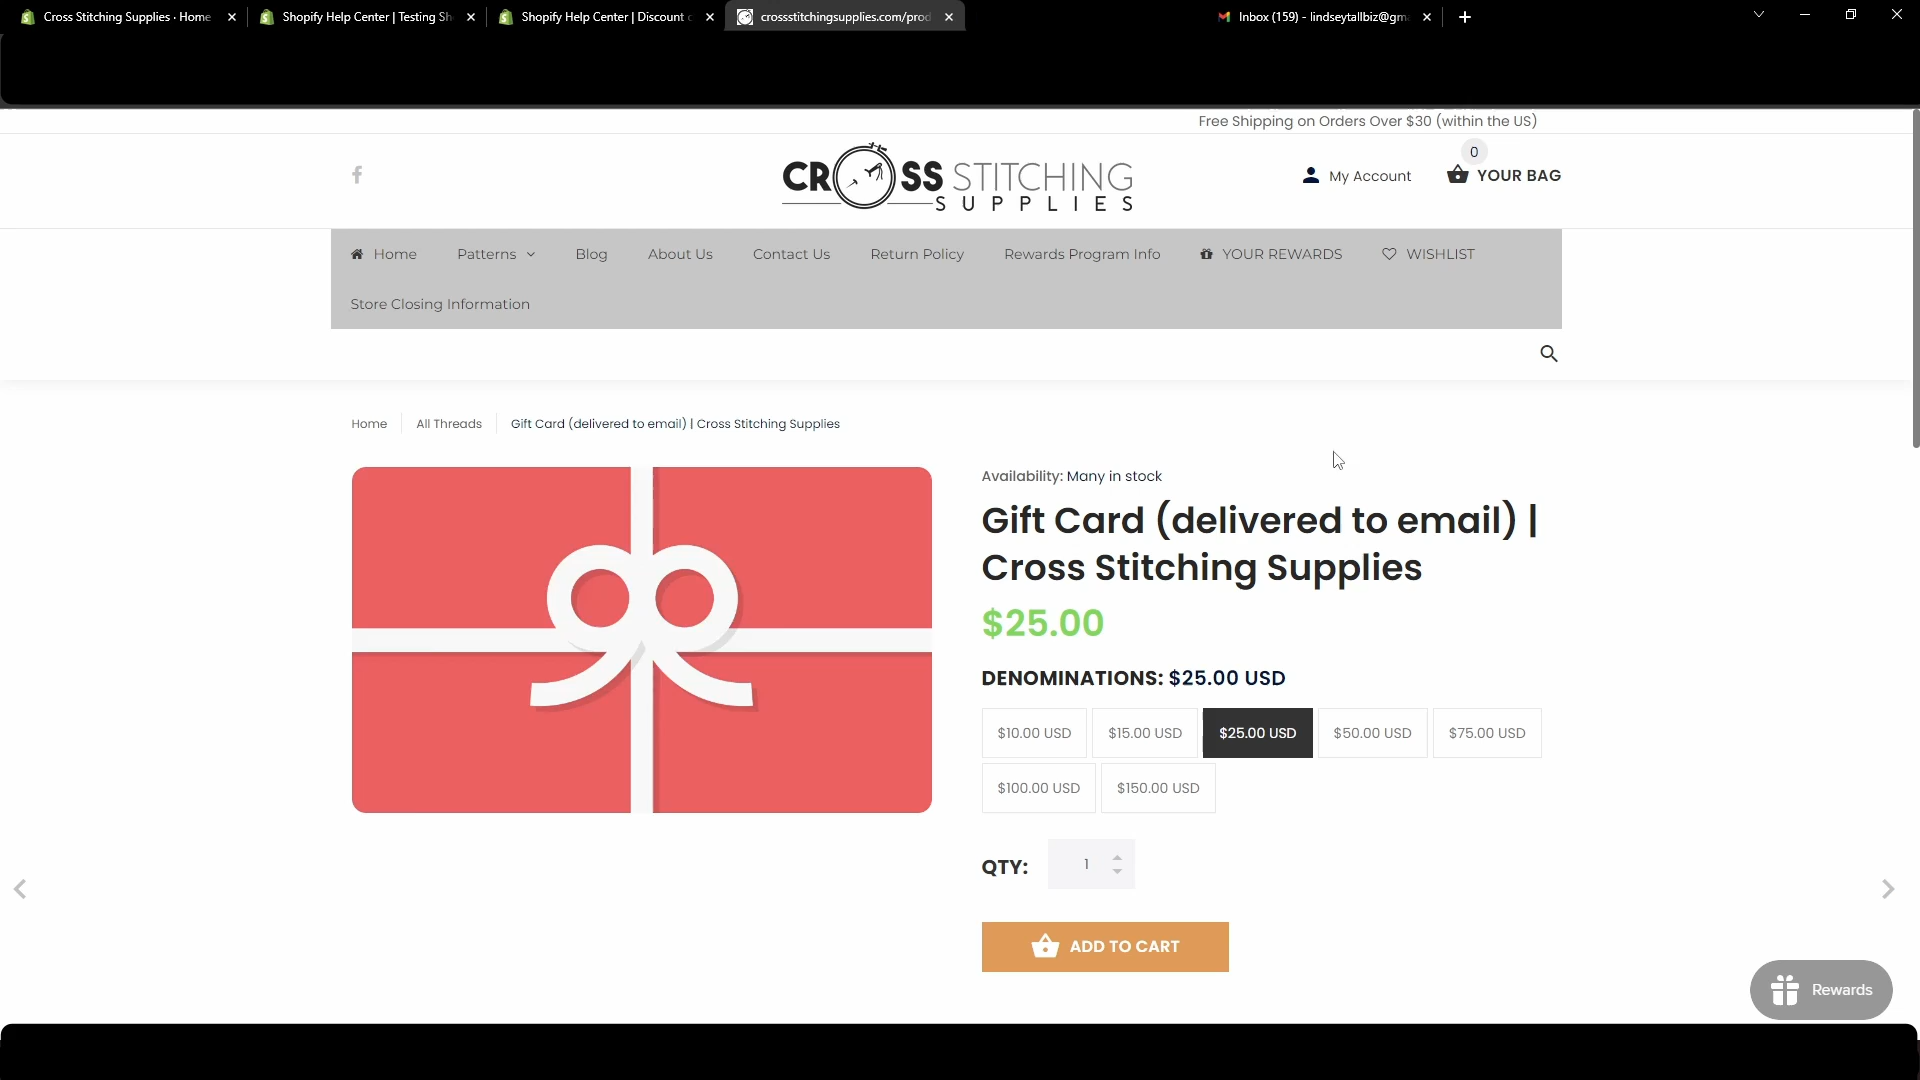 Cross Stitching Supplies · Home
Shopify Help Center | Testing Sh
Shopify Help Center | Discount
crossstitchingsupplies.com/prod
Inbox (159) - lindseytallbiz@gm
Free Shipping on Orders Over $30 (within the US)
CROSS STITCHING
SUPPLIES
My Account
0
YOUR BAG
Home
Patterns
Blog
About Us
Contact Us
Return Policy
Rewards Program Info
YOUR REWARDS
WISHLIST
Store Closing Information
Home
All Threads
Gift Card (delivered to email) | Cross Stitching Supplies
Availability: Many in stock
Gift Card (delivered to email) |
Cross Stitching Supplies
$25.00
DENOMINATIONS: $25.00 USD
$10.00 USD
$15.00 USD
$25.00 USD
$50.00 USD
$75.00 USD
$100.00 USD
$150.00 USD
QTY:
1
ADD TO CART
Rewards